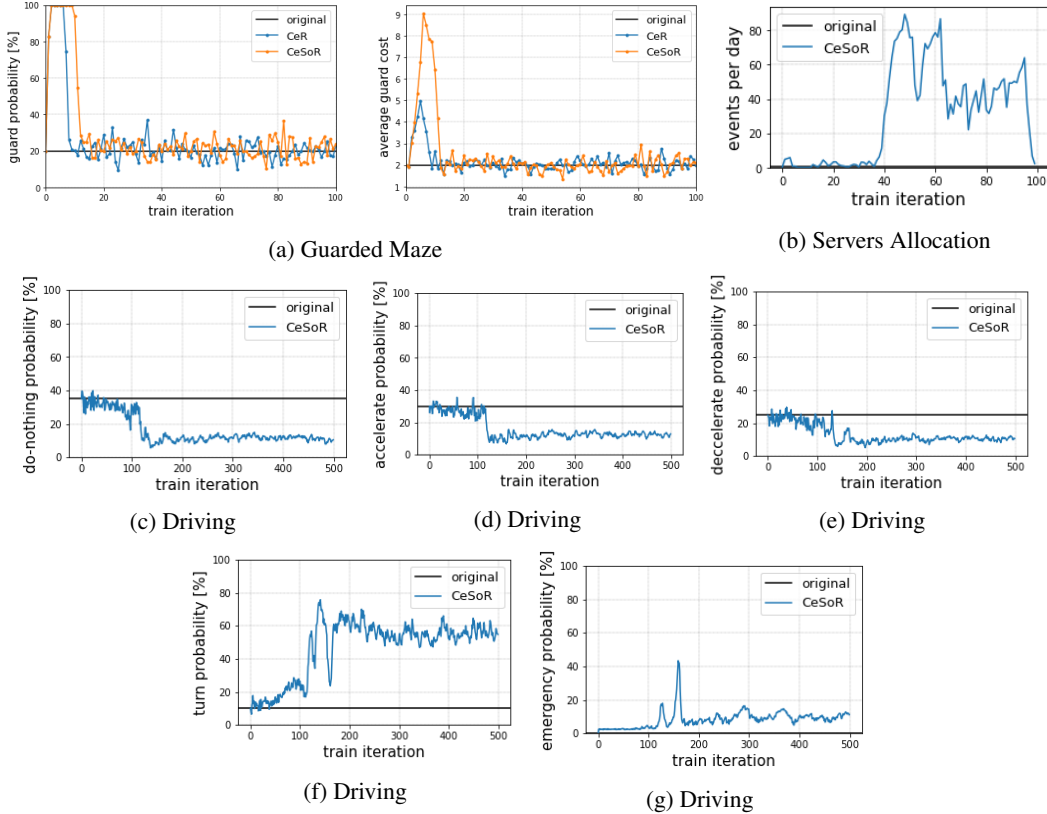 guard probability [%]
100
80
60
40
20
0
0 20 40 60 80 100
train iteration
original
CeR
CeSoR
average guard cost
9
8
7
6
5
4
3
2
1
0 20 40 60 80 100
train iteration
original
CeR
CeSoR
(a) Guarded Maze
events per day
80
60
40
20
0
0 20 40 60 80 100
train iteration
original
CeSoR
(b) Servers Allocation
do-nothing probability [%]
100
80
60
40
20
0
0 100 200 300 400 500
train iteration
original
CeSoR
(c) Driving
accelerate probability [%]
100
80
60
40
20
0
0 100 200 300 400 500
train iteration
original
CeSoR
(d) Driving
deccelerate probability [%]
100
80
60
40
20
0
0 100 200 300 400 500
train iteration
original
CeSoR
(e) Driving
turn probability [%]
100
80
60
40
20
0
0 100 200 300 400 500
train iteration
original
CeSoR
(f) Driving
emergency probability [%]
100
80
60
40
20
0
0 100 200 300 400 500
train iteration
original
CeSoR
(g) Driving